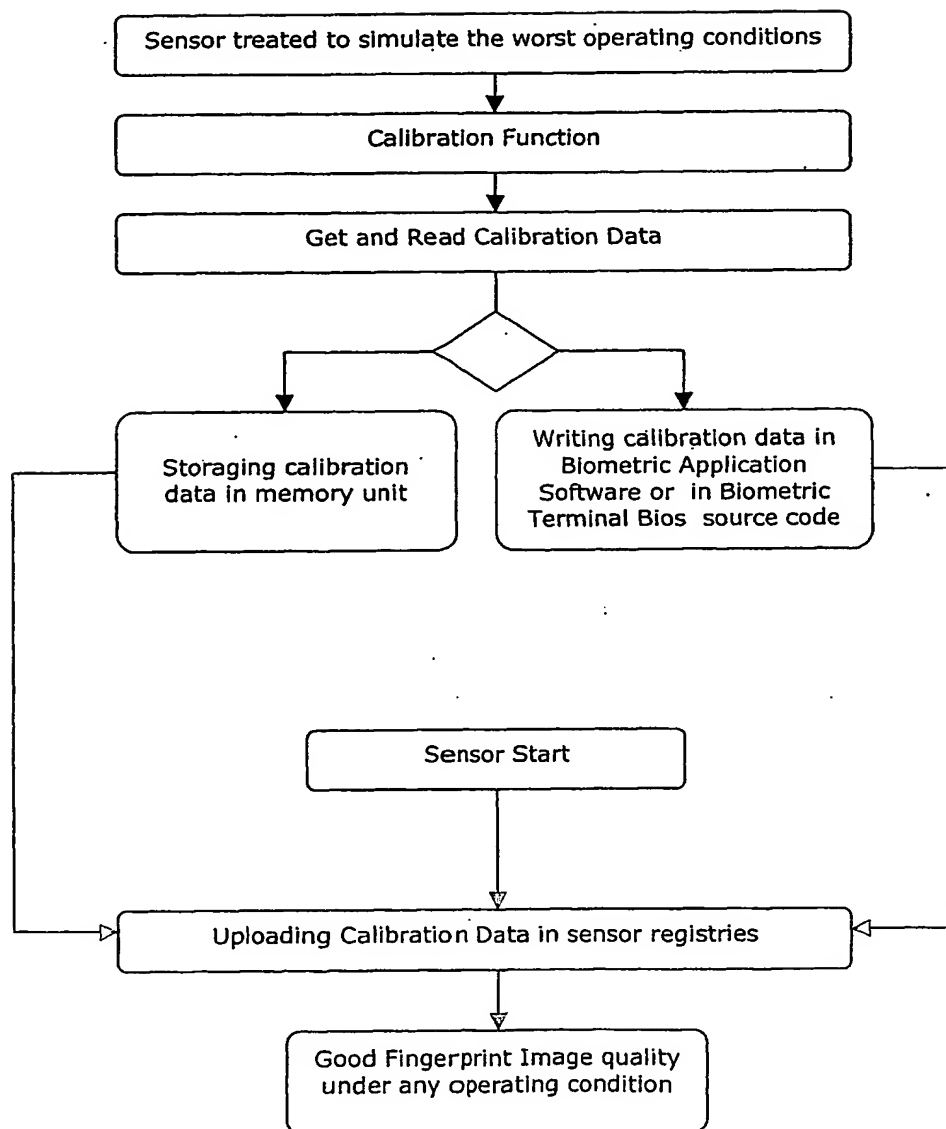 Sensor treated to simulate the worst operating conditions
Calibration Function
Get and Read Calibration Data
Storaging calibration
data in memory unit
Writing calibration data in
Biometric Application
Software or in Biometric
Terminal Bios source code
Sensor Start
Uploading Calibration Data in sensor registries
Good Fingerprint Image quality
under any operating condition